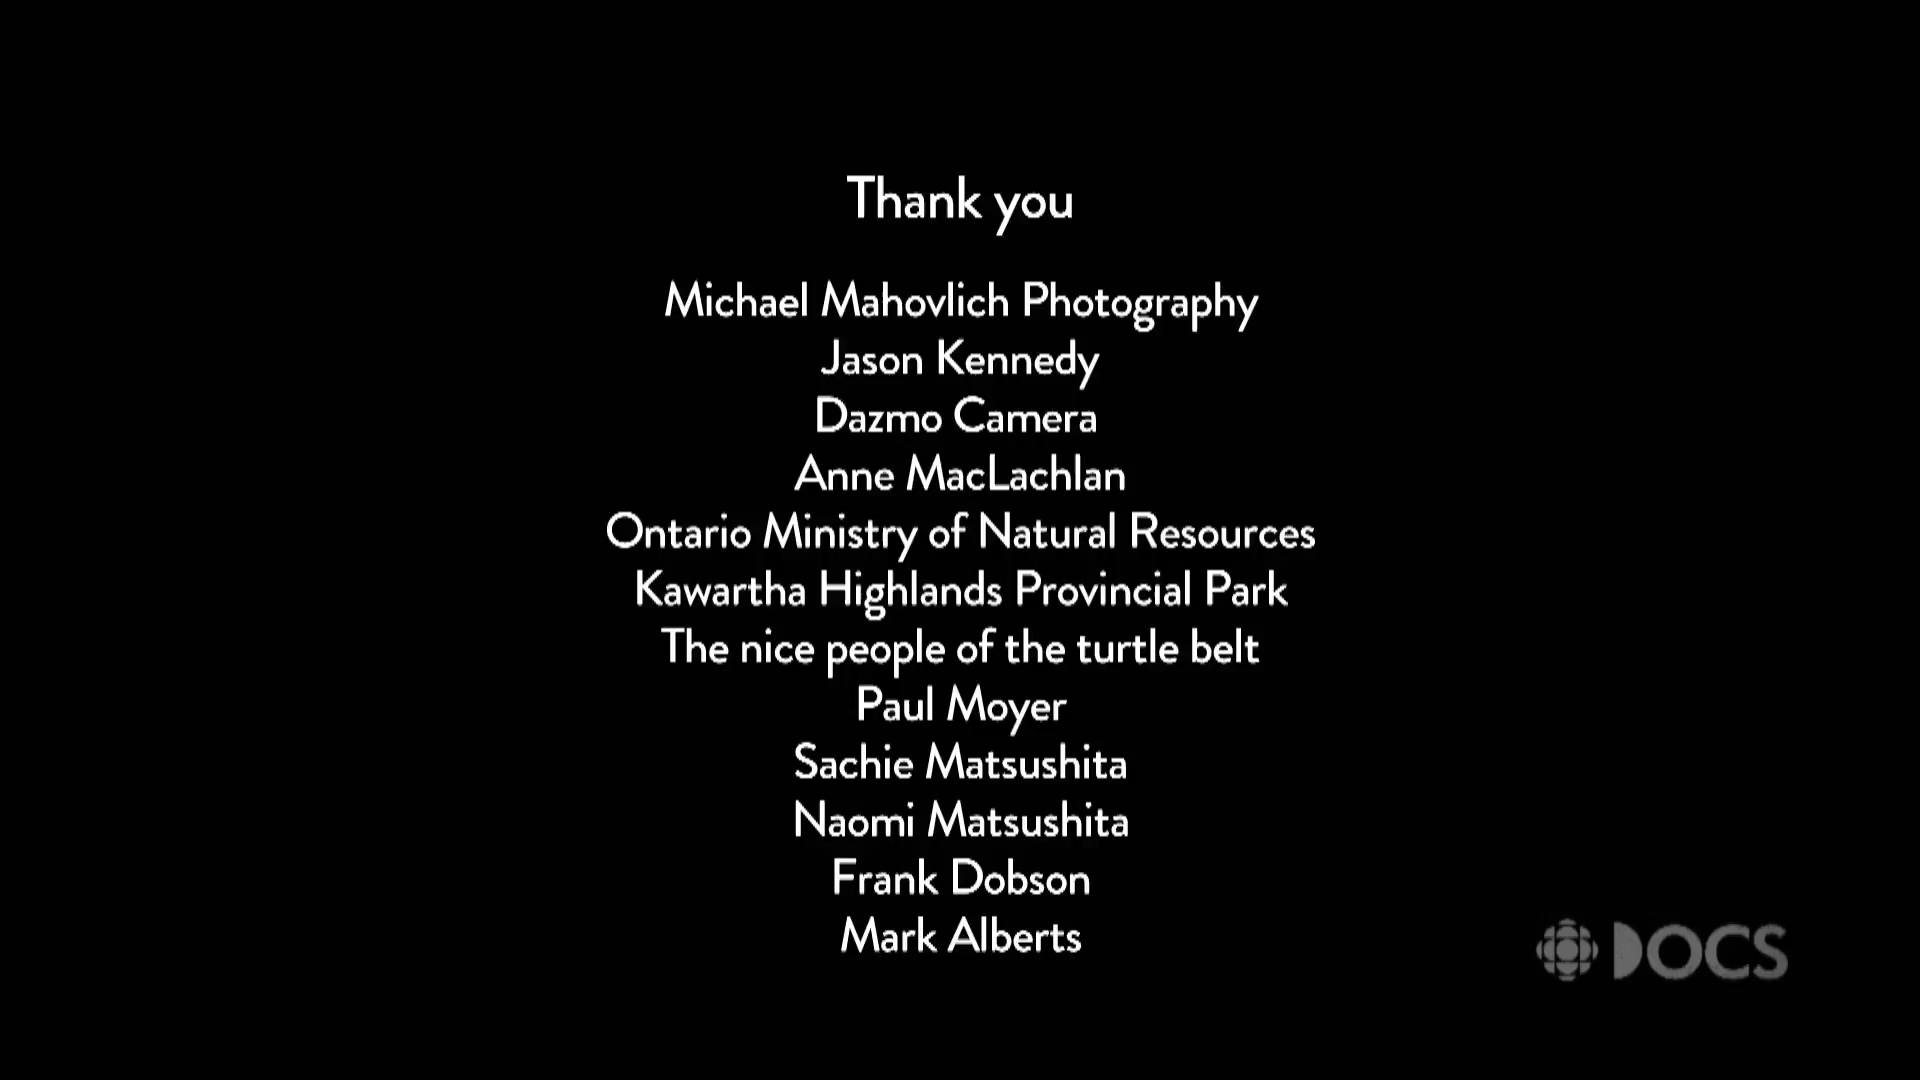 Thank you
Michael Mahovlich Photography
Jason Kennedy
Dazmo Camera
Anne MacLachlan
Ontario Ministry of Natural Resources
Kawartha Highlands Provincial Park
The nice people of the turtle belt
Paul Moyer
Sachie Matsushita
Naomi Matsushita
Frank Dobson
Mark Alberts
DOCS